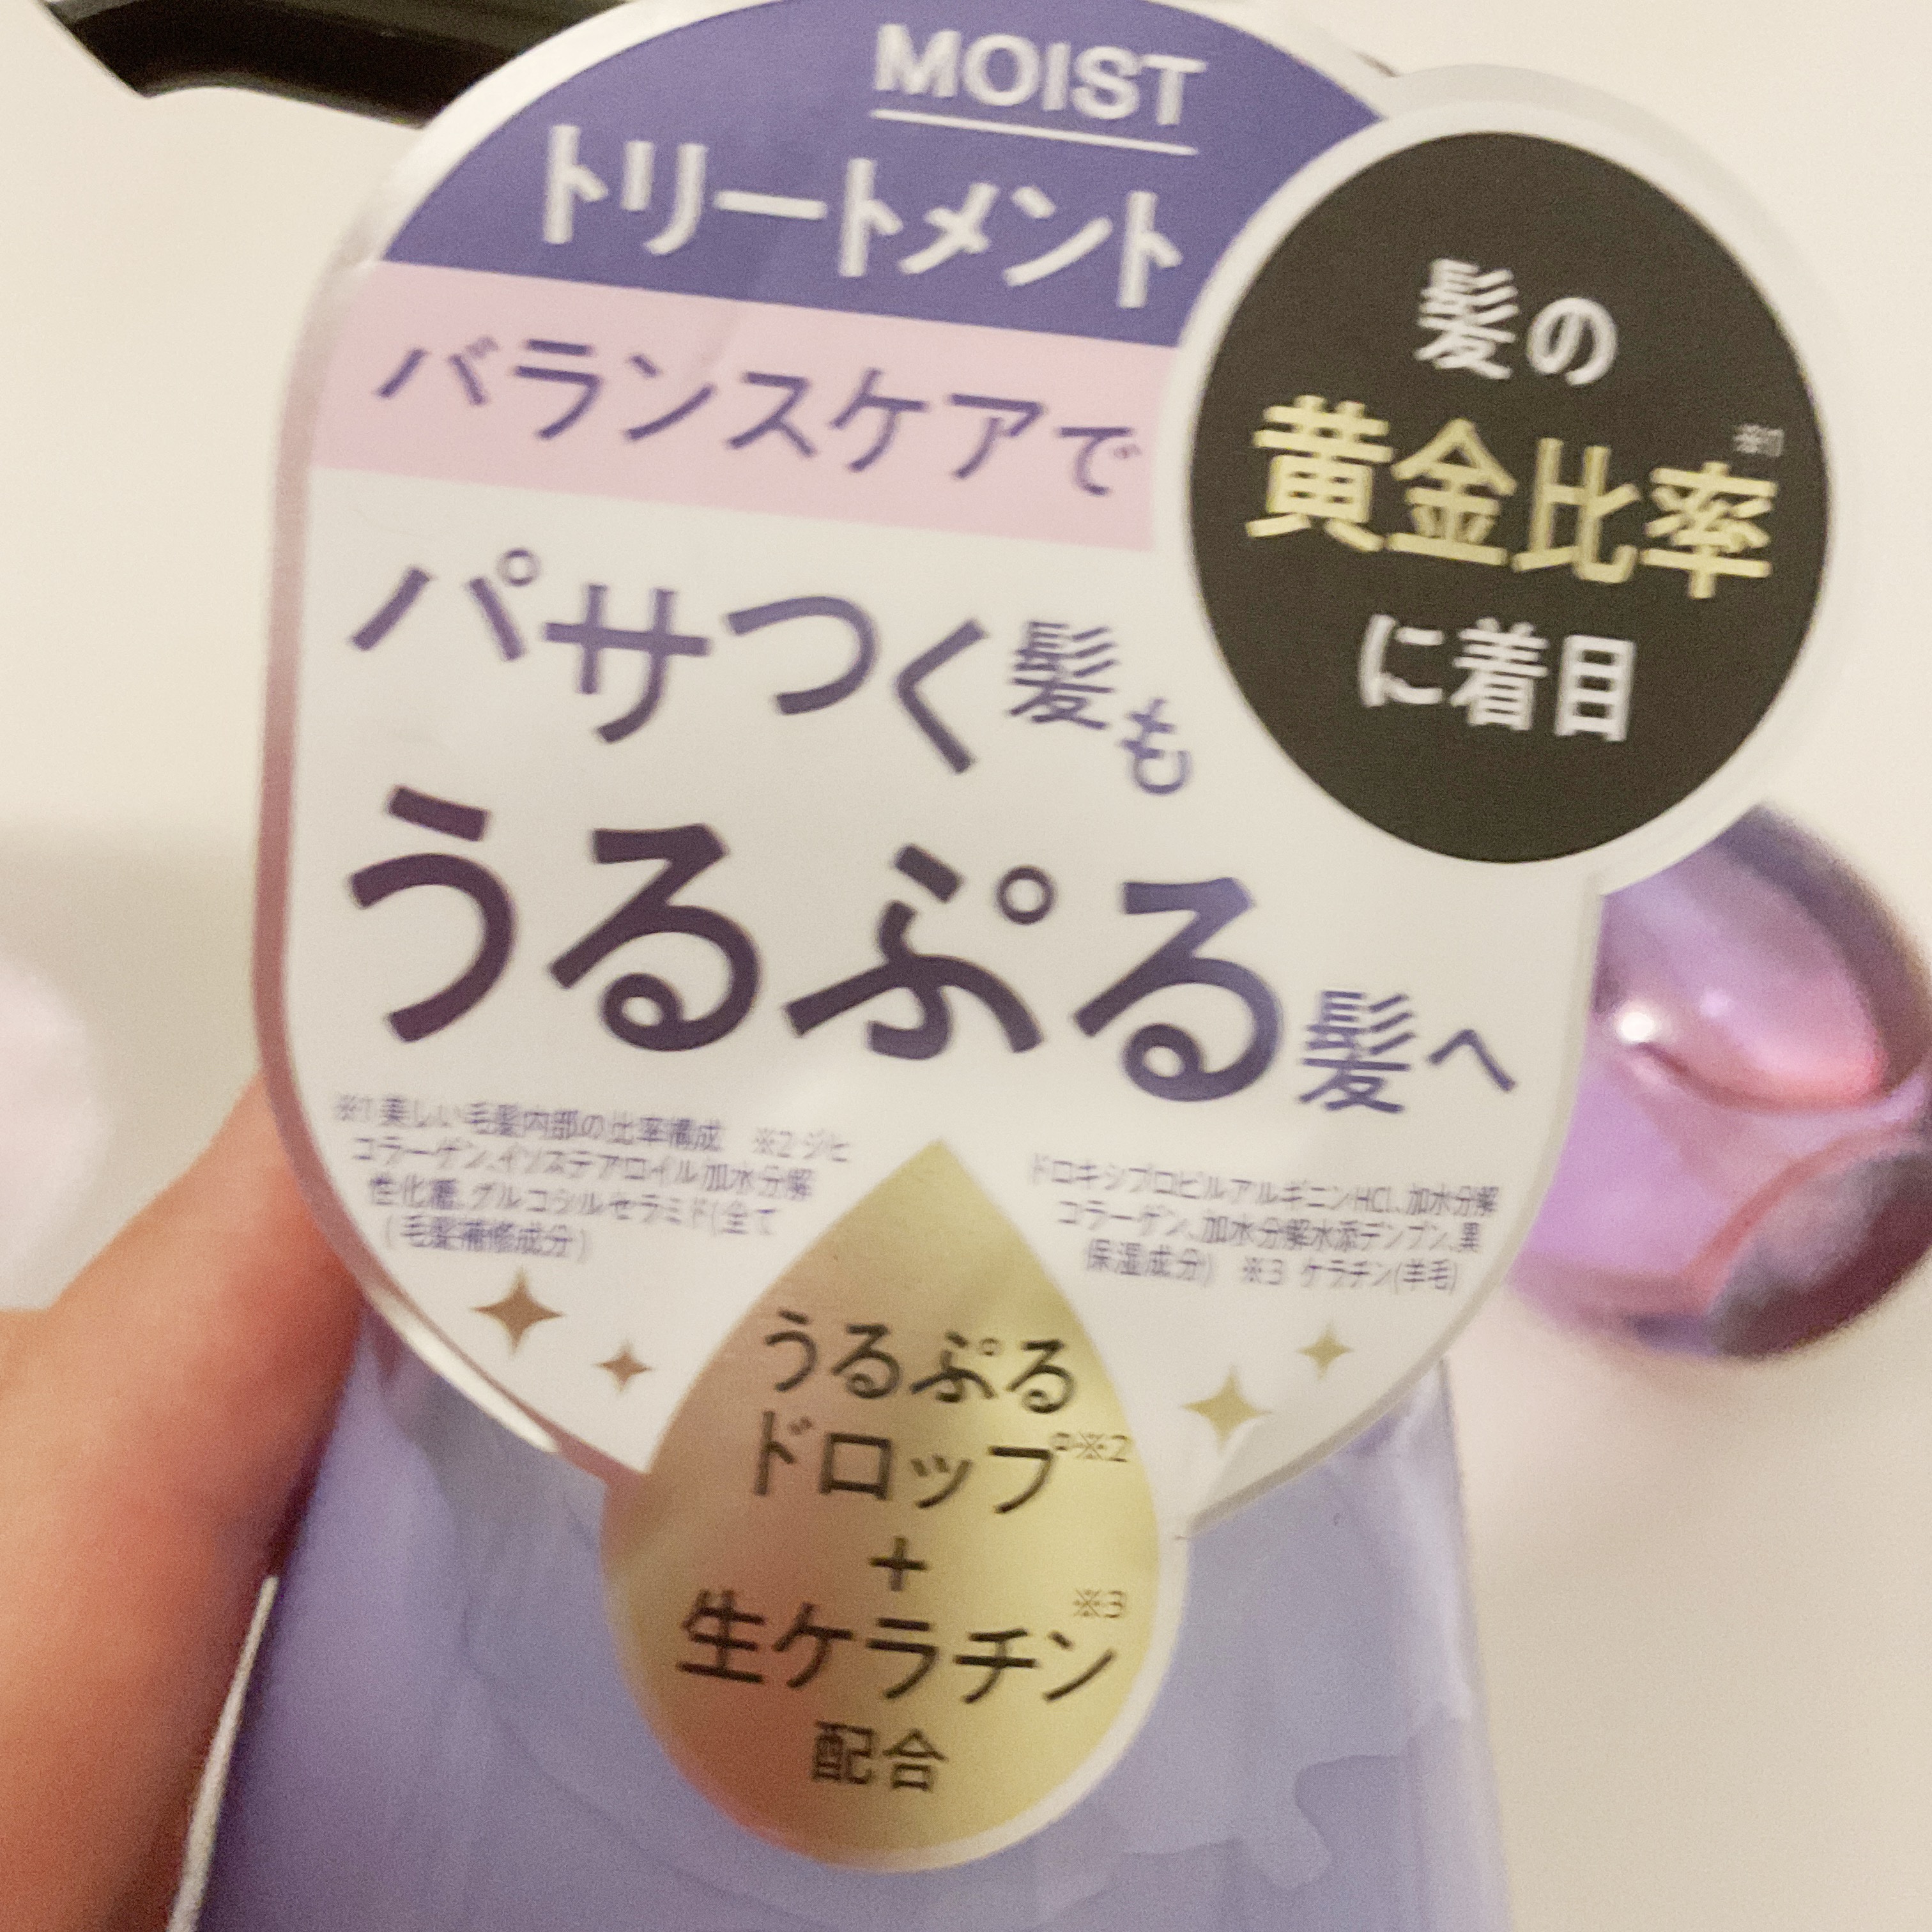 MOIST
トリートメント
バランスケアで
パサつく髪も
うるぷる髪へ
髪の
黄金比率※1
に着目
※1 美しい毛髪内部の比率構成 ※2 ジヒ
ドロキシプロピルアルギニンHCl、加水分解
コラーゲン、イソステアロイル加水分解
コラーゲン、加水分解水添デンプン、異
性化糖、グルコシルセラミド(全て
保湿成分) ※3 ケラチン(羊毛)
(毛髪補修成分)
うるぷる
ドロップ※2
+
生ケラチン※3
配合